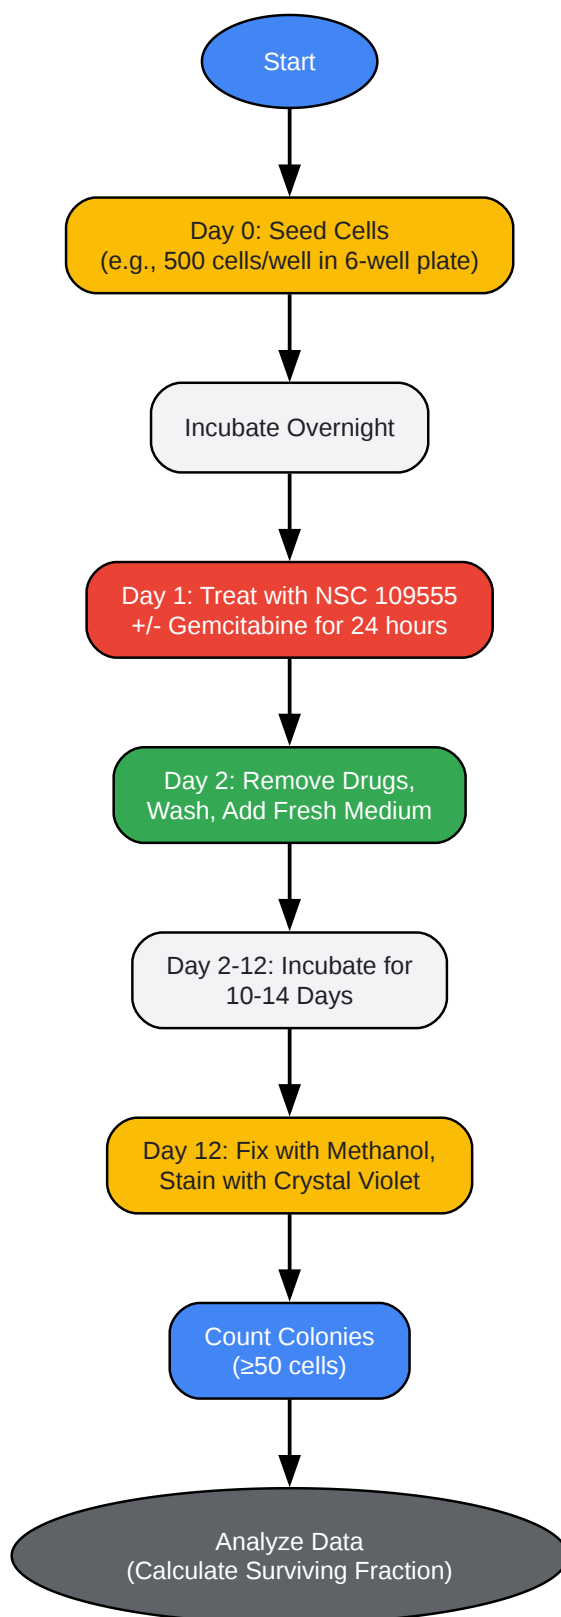 Start
Day 0: Seed Cells
(e.g., 500 cells/well in 6-well plate)
Incubate Overnight
Day 1: Treat with NSC 109555
+/- Gemcitabine for 24 hours
Day 2: Remove Drugs,
Wash, Add Fresh Medium
Day 2-12: Incubate for
10-14 Days
Day 12: Fix with Methanol,
Stain with Crystal Violet
Count Colonies
(≥50 cells)
Analyze Data
(Calculate Surviving Fraction)